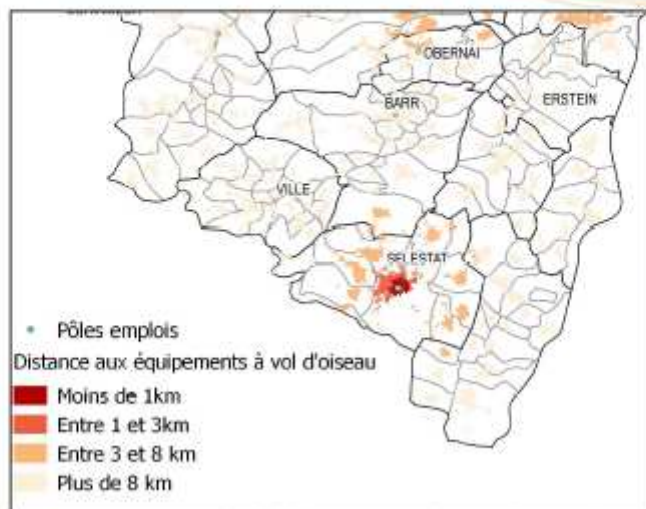 OBERNAI
BARR
ERSTEIN
VILLE
SELESTAT
Pôles emplois
Distance aux équipements à vol d'oiseau
Moins de 1km
Entre 1 et 3km
Entre 3 et 8 km
Plus de 8 km